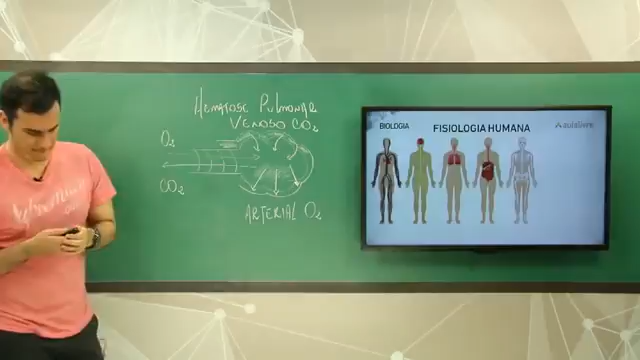 Hematose Pulmonar
Venoso CO₂
O₂
CO₂
Arterial O₂
BIOLOGIA
FISIOLOGIA HUMANA
aulalivre